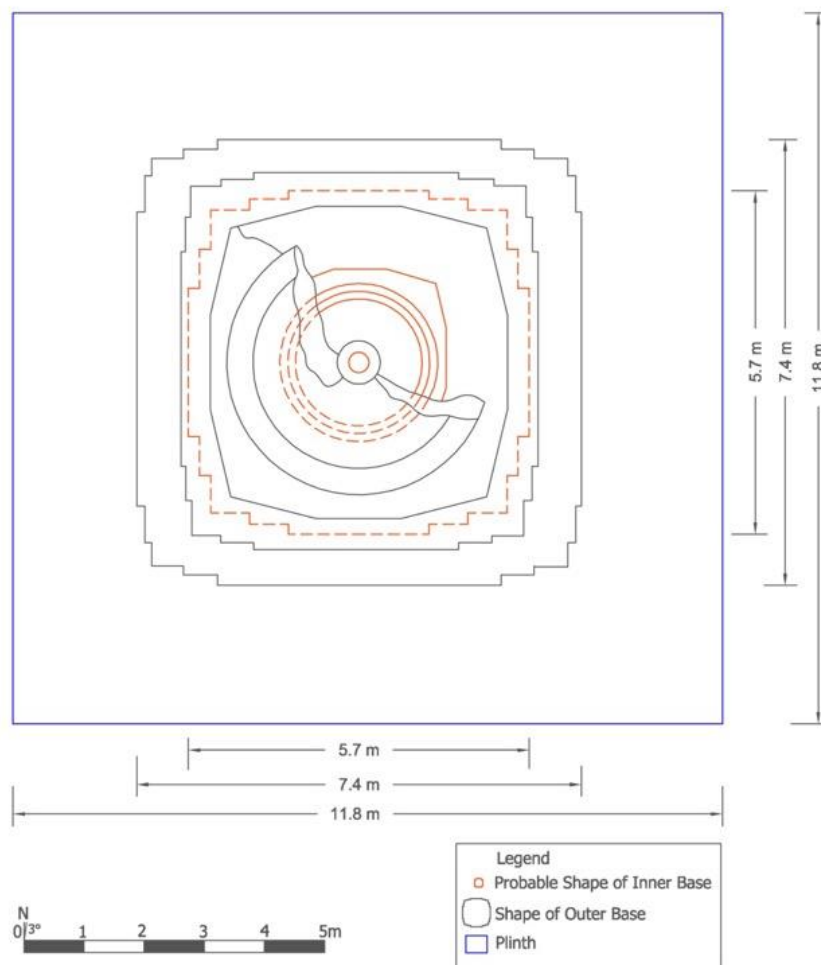 5.7 m
7.4 m
11.8 m
5.7 m
7.4 m
11.8 m
Legend
Probable Shape of Inner Base
Shape of Outer Base
Plinth
N
0/3° 1 2 3 4 5m